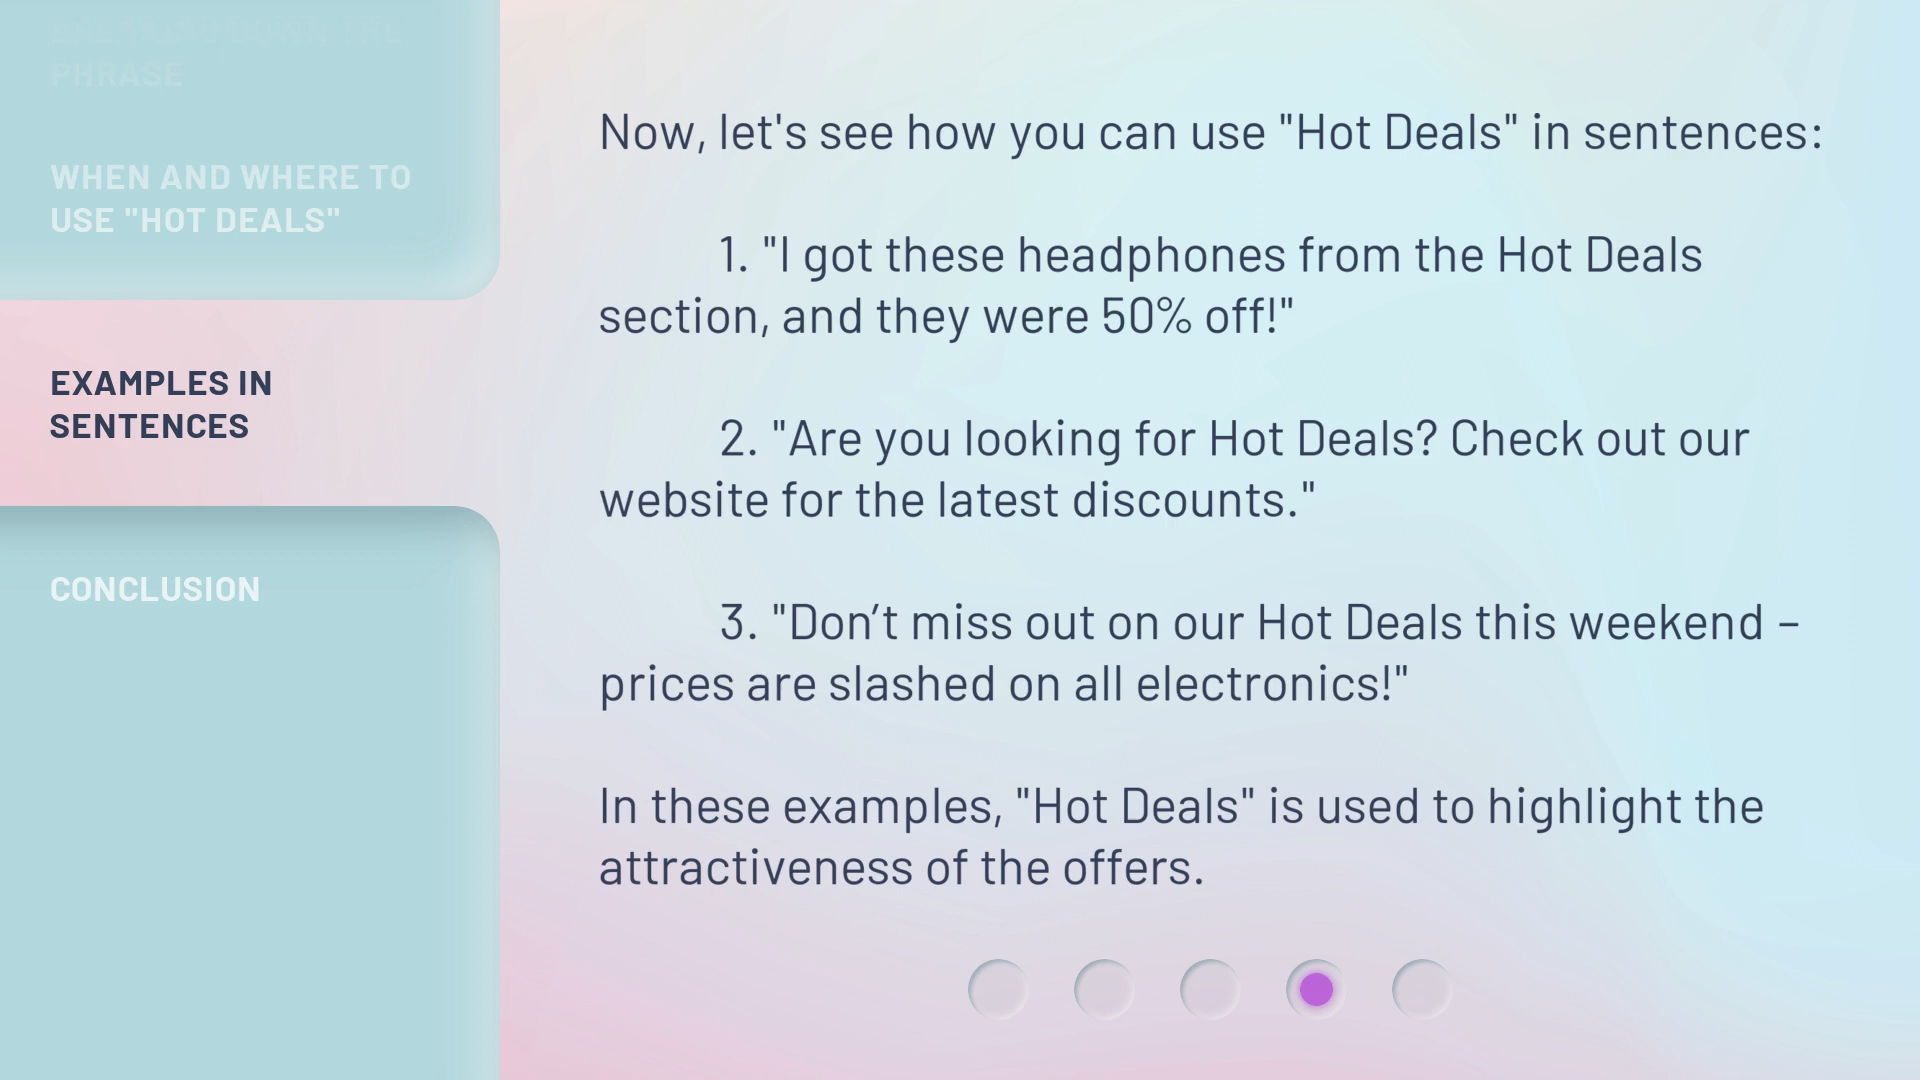 PHRASE
WHEN AND WHERE TO
USE "HOT DEALS"
EXAMPLES IN
SENTENCES
CONCLUSION
Now, let's see how you can use "Hot Deals" in sentences:
1. "I got these headphones from the Hot Deals
section, and they were 50% off!"
2. "Are you looking for Hot Deals? Check out our
website for the latest discounts."
3. "Don’t miss out on our Hot Deals this weekend –
prices are slashed on all electronics!"
In these examples, "Hot Deals" is used to highlight the
attractiveness of the offers.